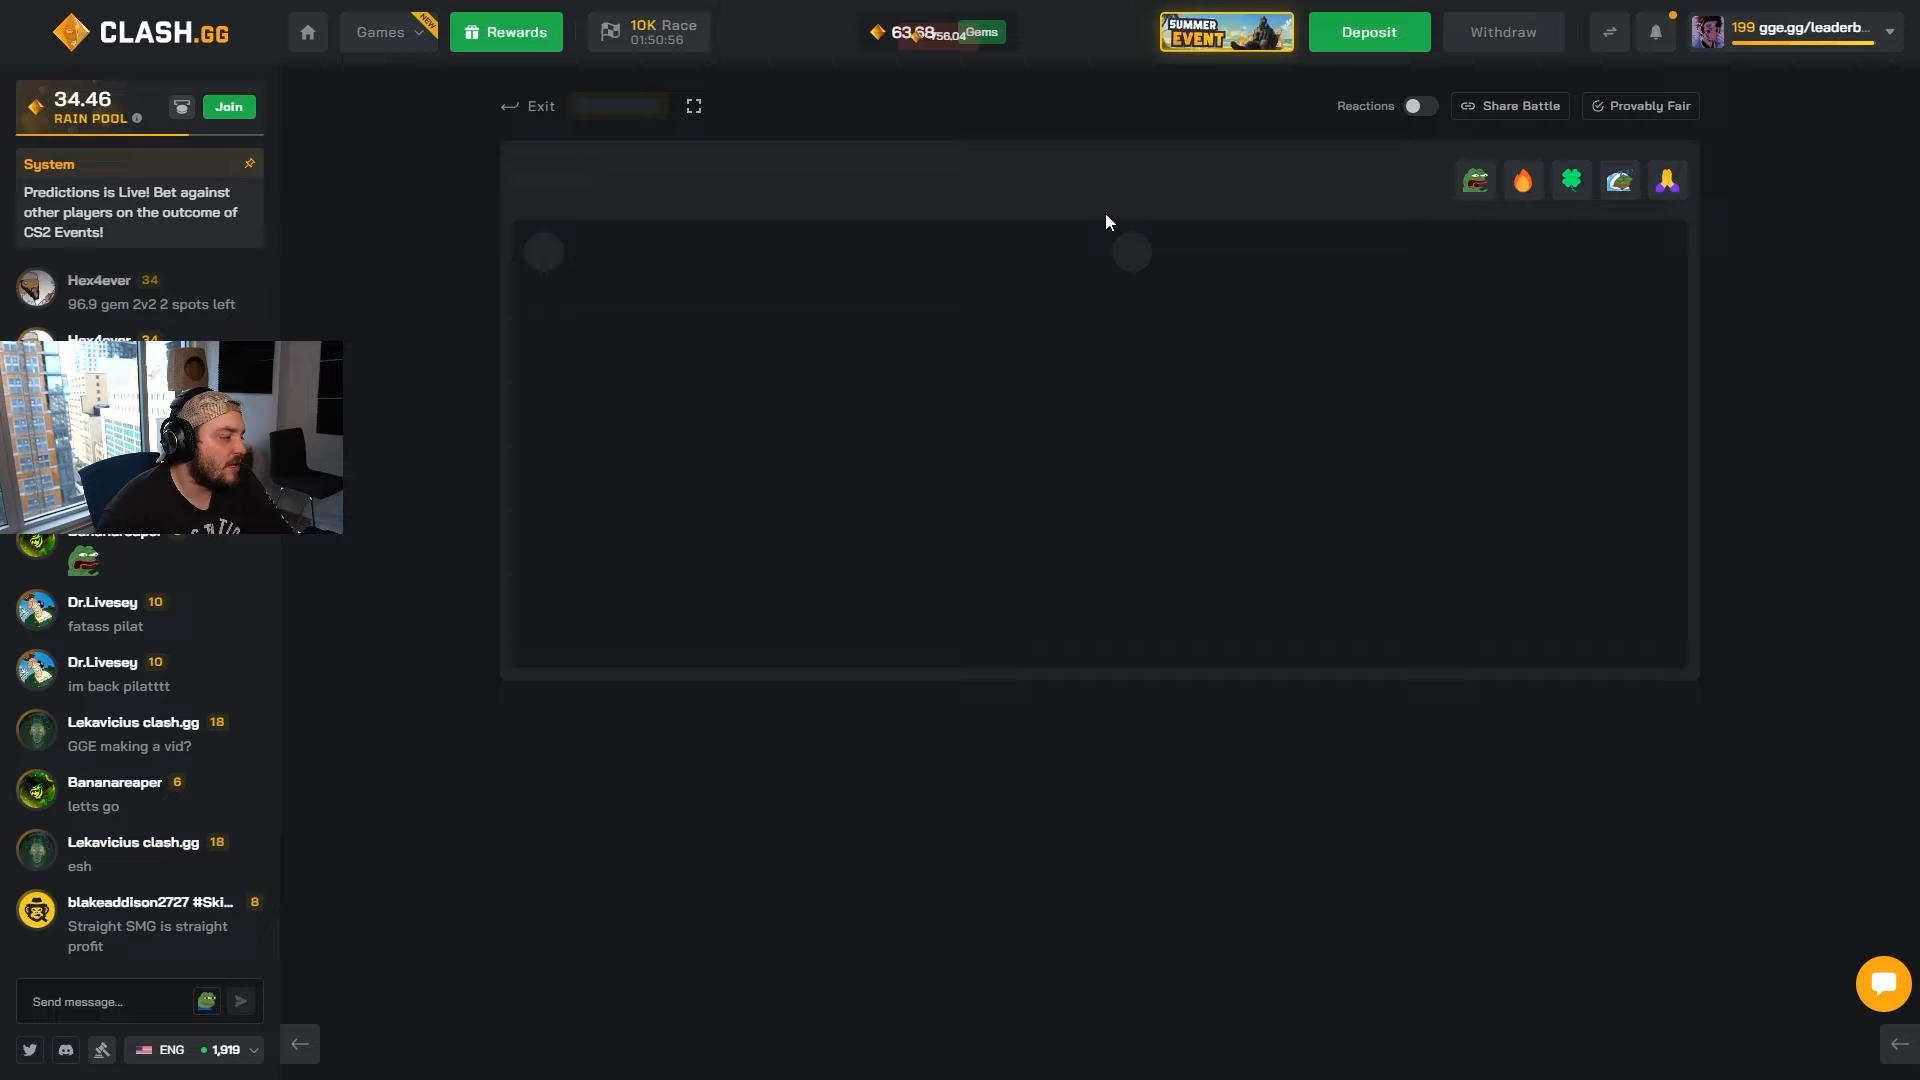 CLASH.GG
Games
NEW
Rewards
10K Race
01:50:56
Gems
SUMMER
EVENT
Deposit
Withdraw
199 gge.gg/leaderb...
34.46
RAIN POOL
Join
Exit
Reactions
Share Battle
Provably Fair
System
Predictions is Live! Bet against
other players on the outcome of
CS2 Events!
Hex4ever 34
96.9 gem 2v2 2 spots left
Hex4ever 34
Bananareaper
Dr.Livesey 10
fatass pilat
Dr.Livesey 10
im back pilatttt
Lekavicius clash.gg 18
GGE making a vid?
Bananareaper 6
letts go
Lekavicius clash.gg 18
esh
blakeaddison2727 #Ski... 8
Straight SMG is straight
profit
Send message...
ENG 1,919